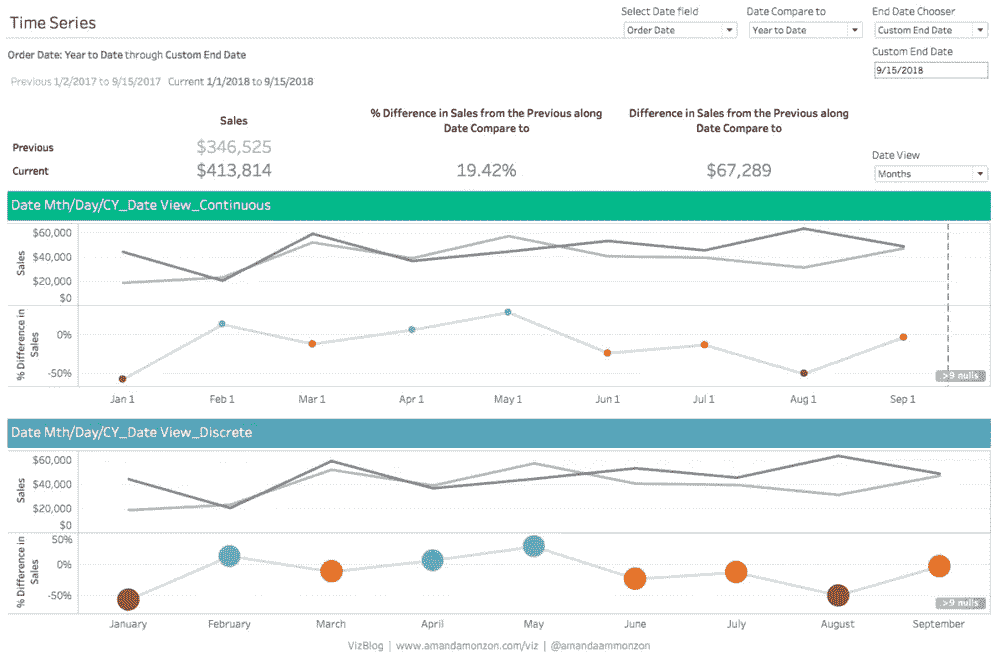 Time Series
Select Date field
Date Compare to
End Date Chooser
Order Date
Year to Date
Custom End Date
Order Date: Year to Date through Custom End Date
Custom End Date
9/15/2018
Previous 1/2/2017 to 9/15/2017 Current 1/1/2018 to 9/15/2018
Sales
% Difference in Sales from the Previous along
Date Compare to
Difference in Sales from the Previous along
Date Compare to
Previous
$346,525
Current
$413,814
19.42%
$67,289
Date View
Months
Date Mth/Day/CY_Date View_Continuous
Sales
$60,000
$40,000
$20,000
$0
% Difference in
Sales
0%
-50%
>9 nulls
Jan 1
Feb 1
Mar 1
Apr 1
May 1
Jun 1
Jul 1
Aug 1
Sep 1
Date Mth/Day/CY_Date View_Discrete
Sales
$60,000
$40,000
$20,000
$0
% Difference in
Sales
50%
0%
-50%
>9 nulls
January
February
March
April
May
June
July
August
September
VizBlog | www.amandamonzon.com/viz | @amandaammonzon